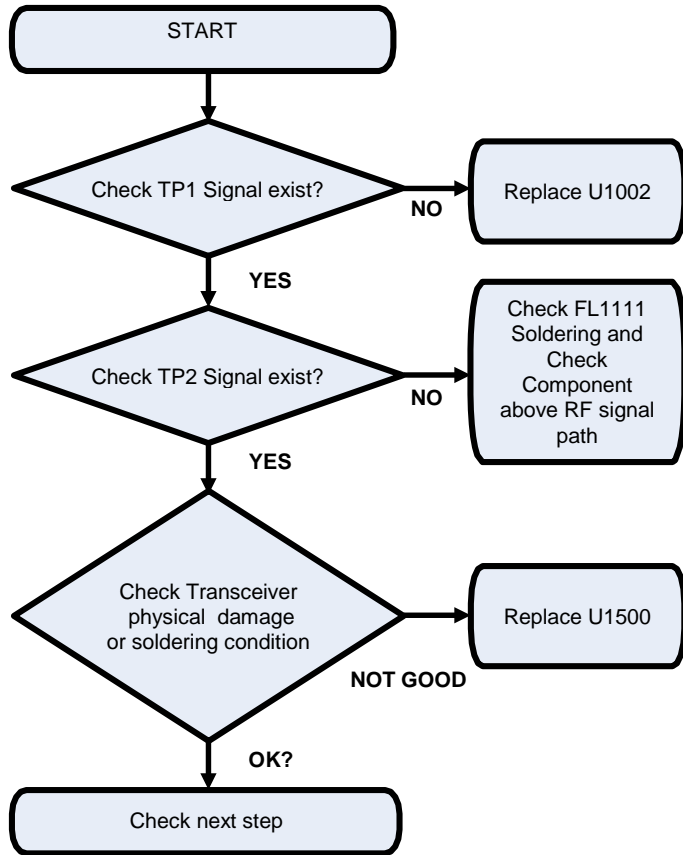 START
Check TP1 Signal exist?
NO
Replace U1002
YES
Check TP2 Signal exist?
NO
Check FL1111
Soldering and
Check
Component
above RF signal
path
YES
Check Transceiver
physical damage
or soldering condition
NOT GOOD
Replace U1500
OK?
Check next step